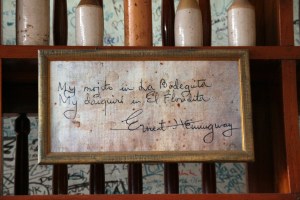 My mojito in La Bodeguita
My daiquiri in El Floridita
Ernest Hemingway